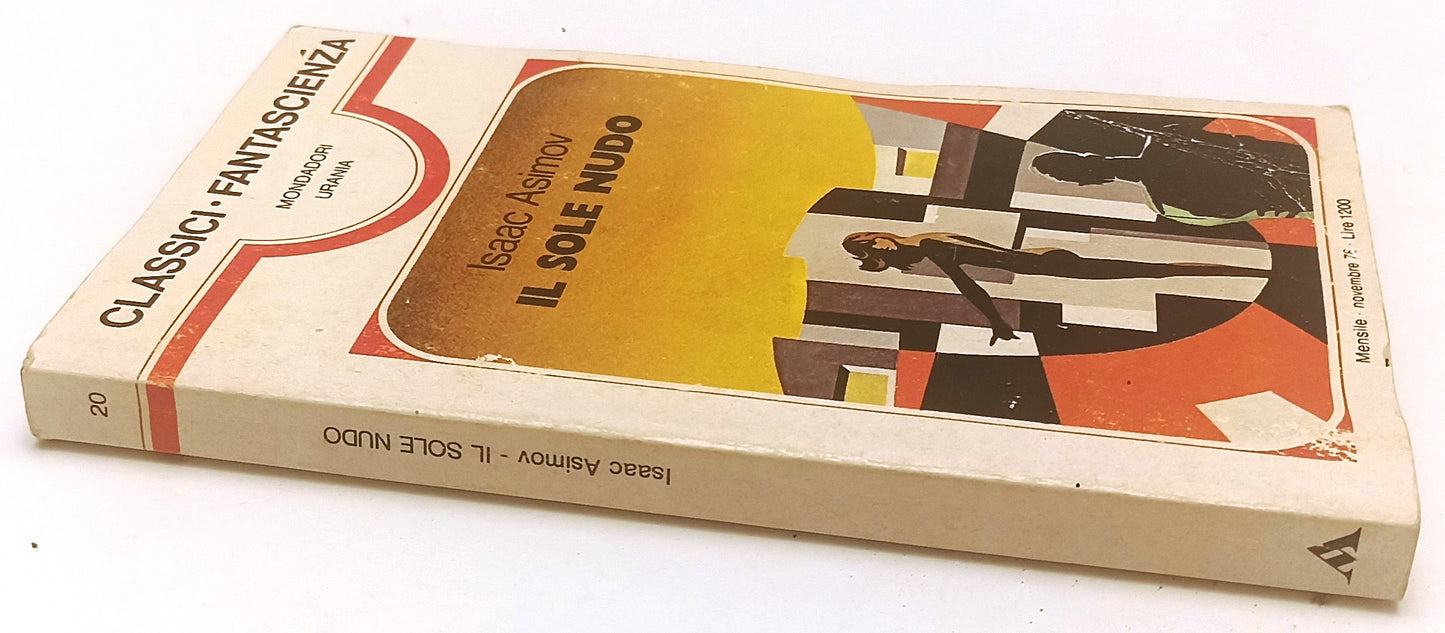 CLASSICI · FANTASCIENZA
MONDADORI
URANIA
Isaac Asimov
IL SOLE NUDO
Mensile · novembre · Lire 1200
20
Isaac Asimov - IL SOLE NUDO